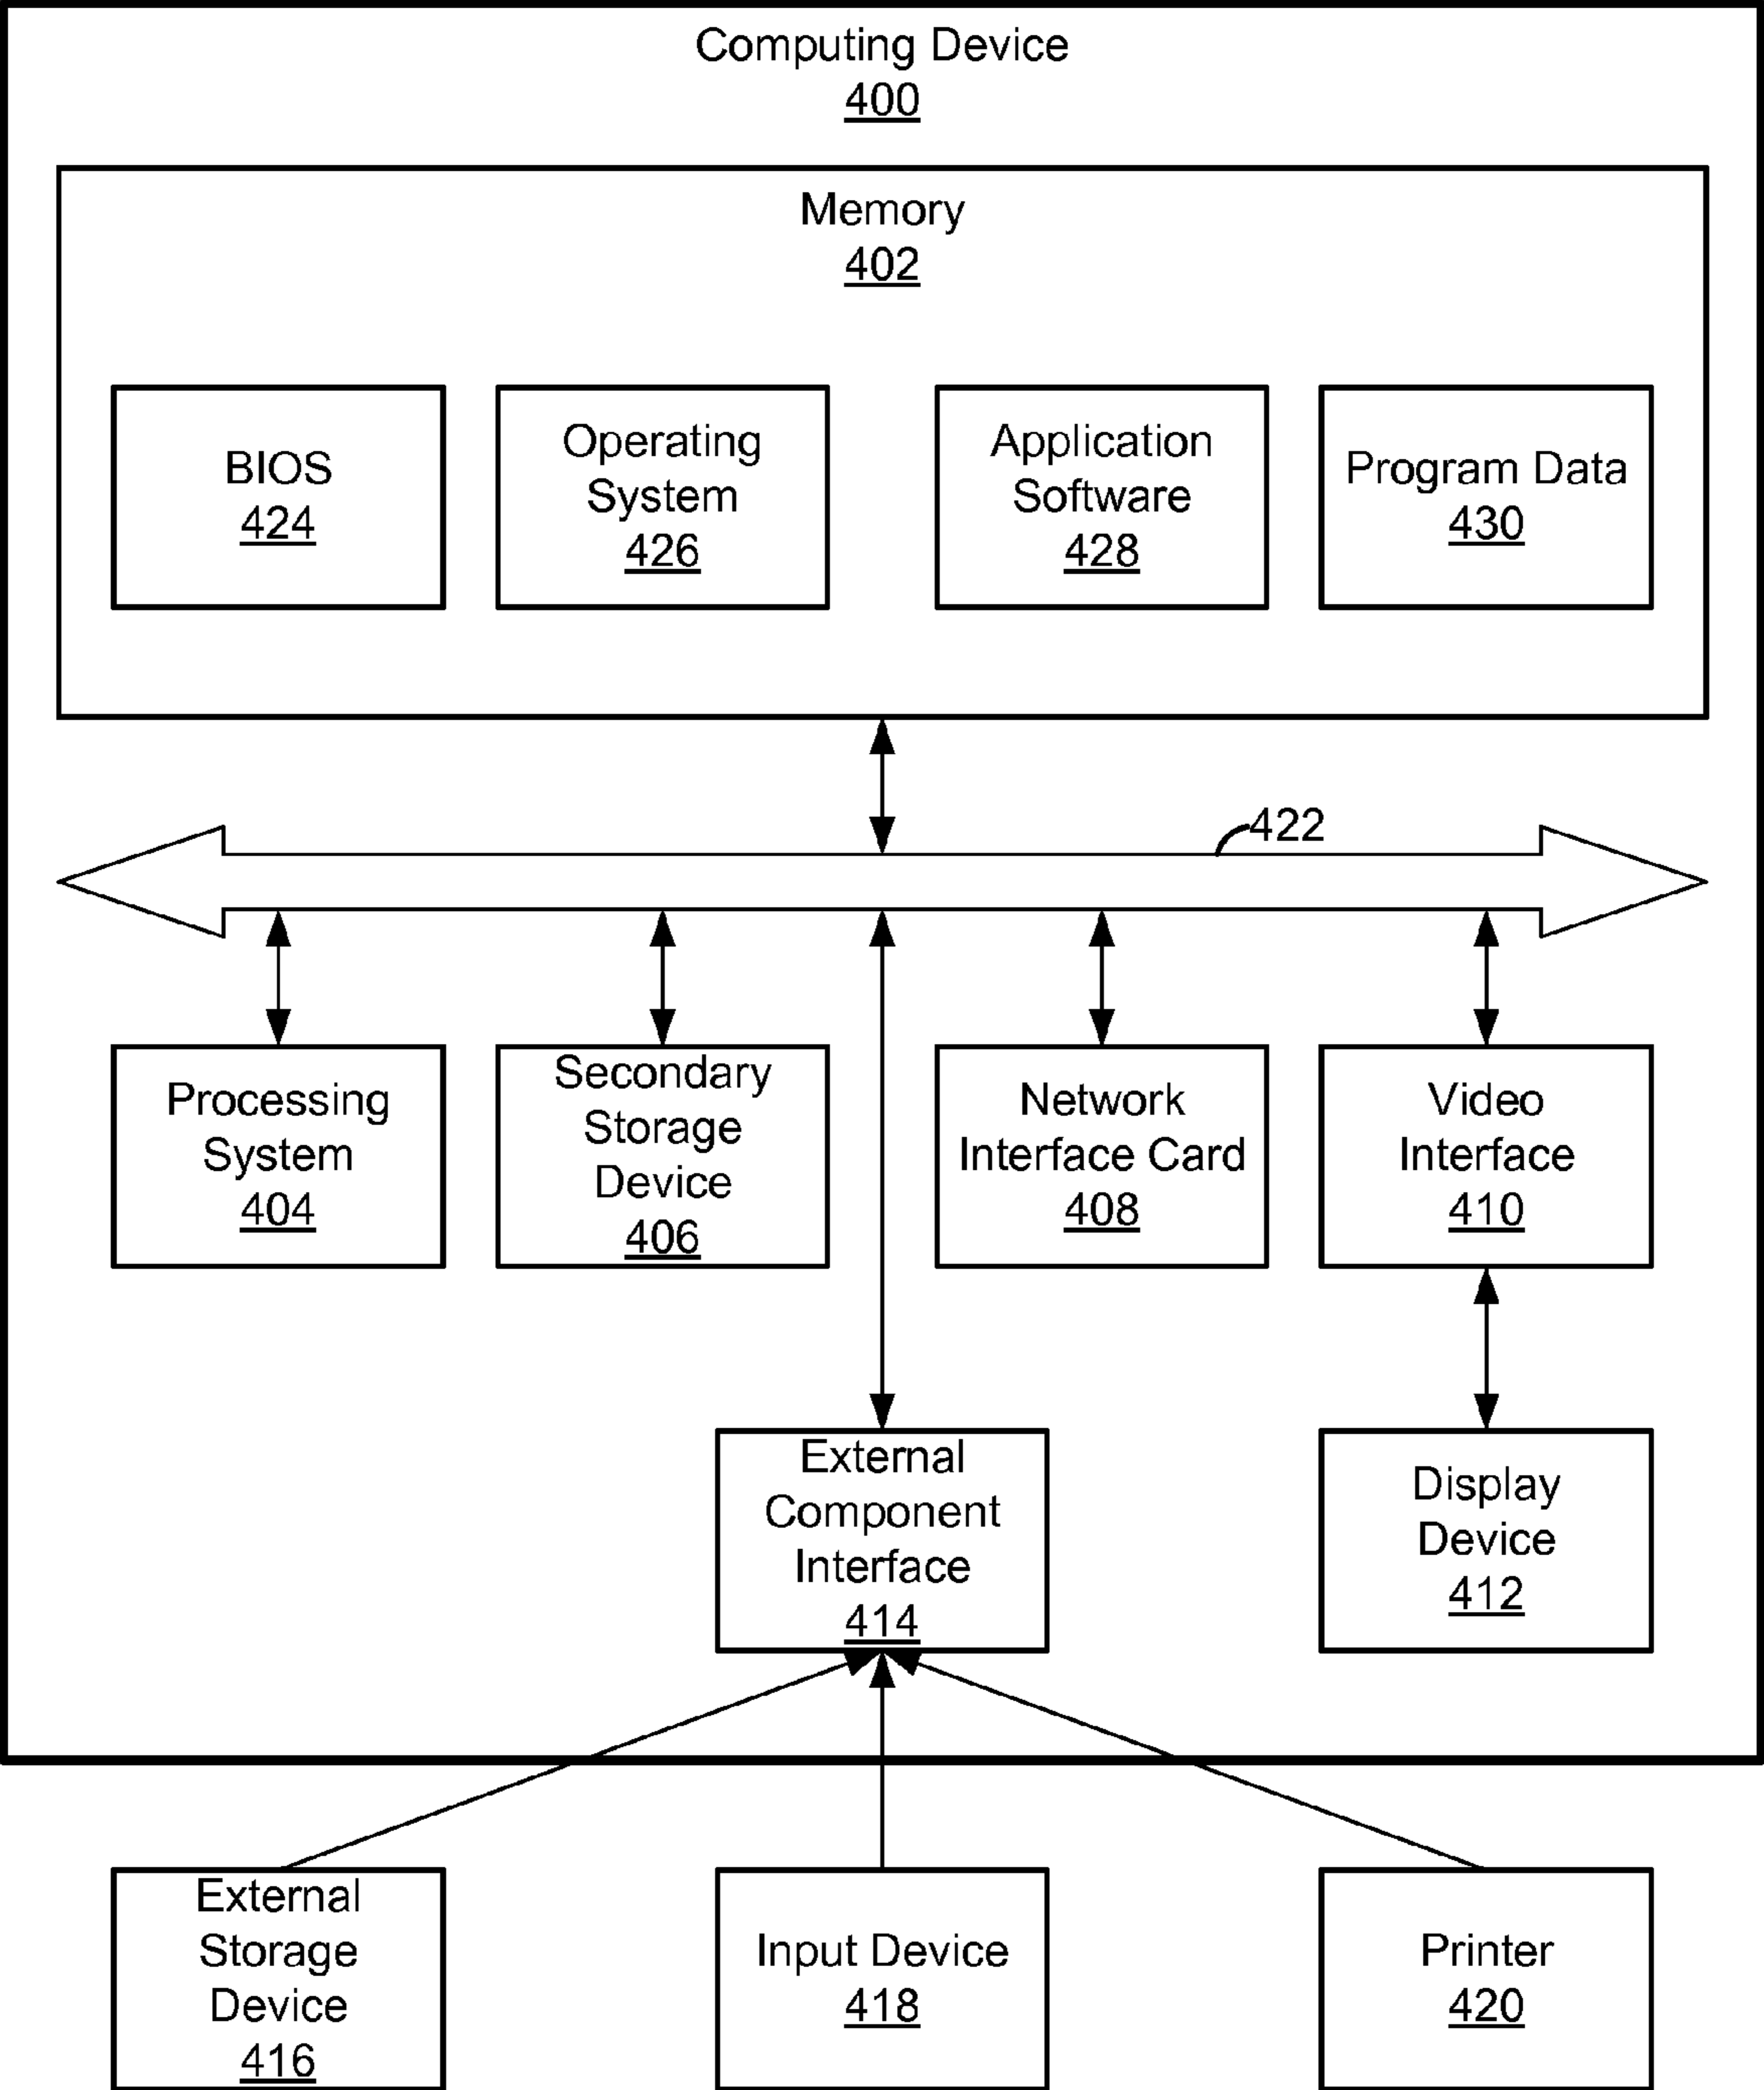 Computing Device
400
Memory
402
BIOS
424
Operating
System
426
Application
Software
428
Program Data
430
422
Processing
System
404
Secondary
Storage
Device
406
Network
Interface Card
408
Video
Interface
410
External
Component
Interface
414
Display
Device
412
External
Storage
Device
416
Input Device
418
Printer
420